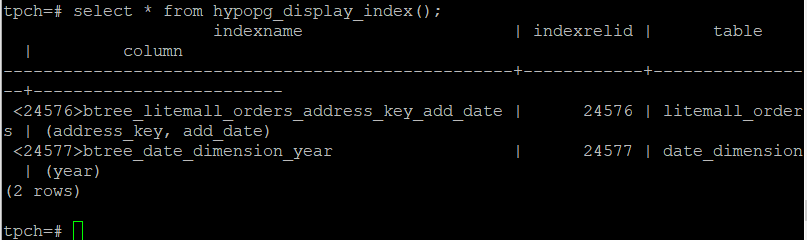 tpch=# select * from hypopg_display_index();
indexname | indexrelid | table
| column
-------------------------------------------------+------------+---------------
--+------------------------
<24576>btree_litemall_orders_address_key_add_date | 24576 | litemall_order
s | (address_key, add_date)
<24577>btree_date_dimension_year | 24577 | date_dimension
| (year)
(2 rows)
tpch=#